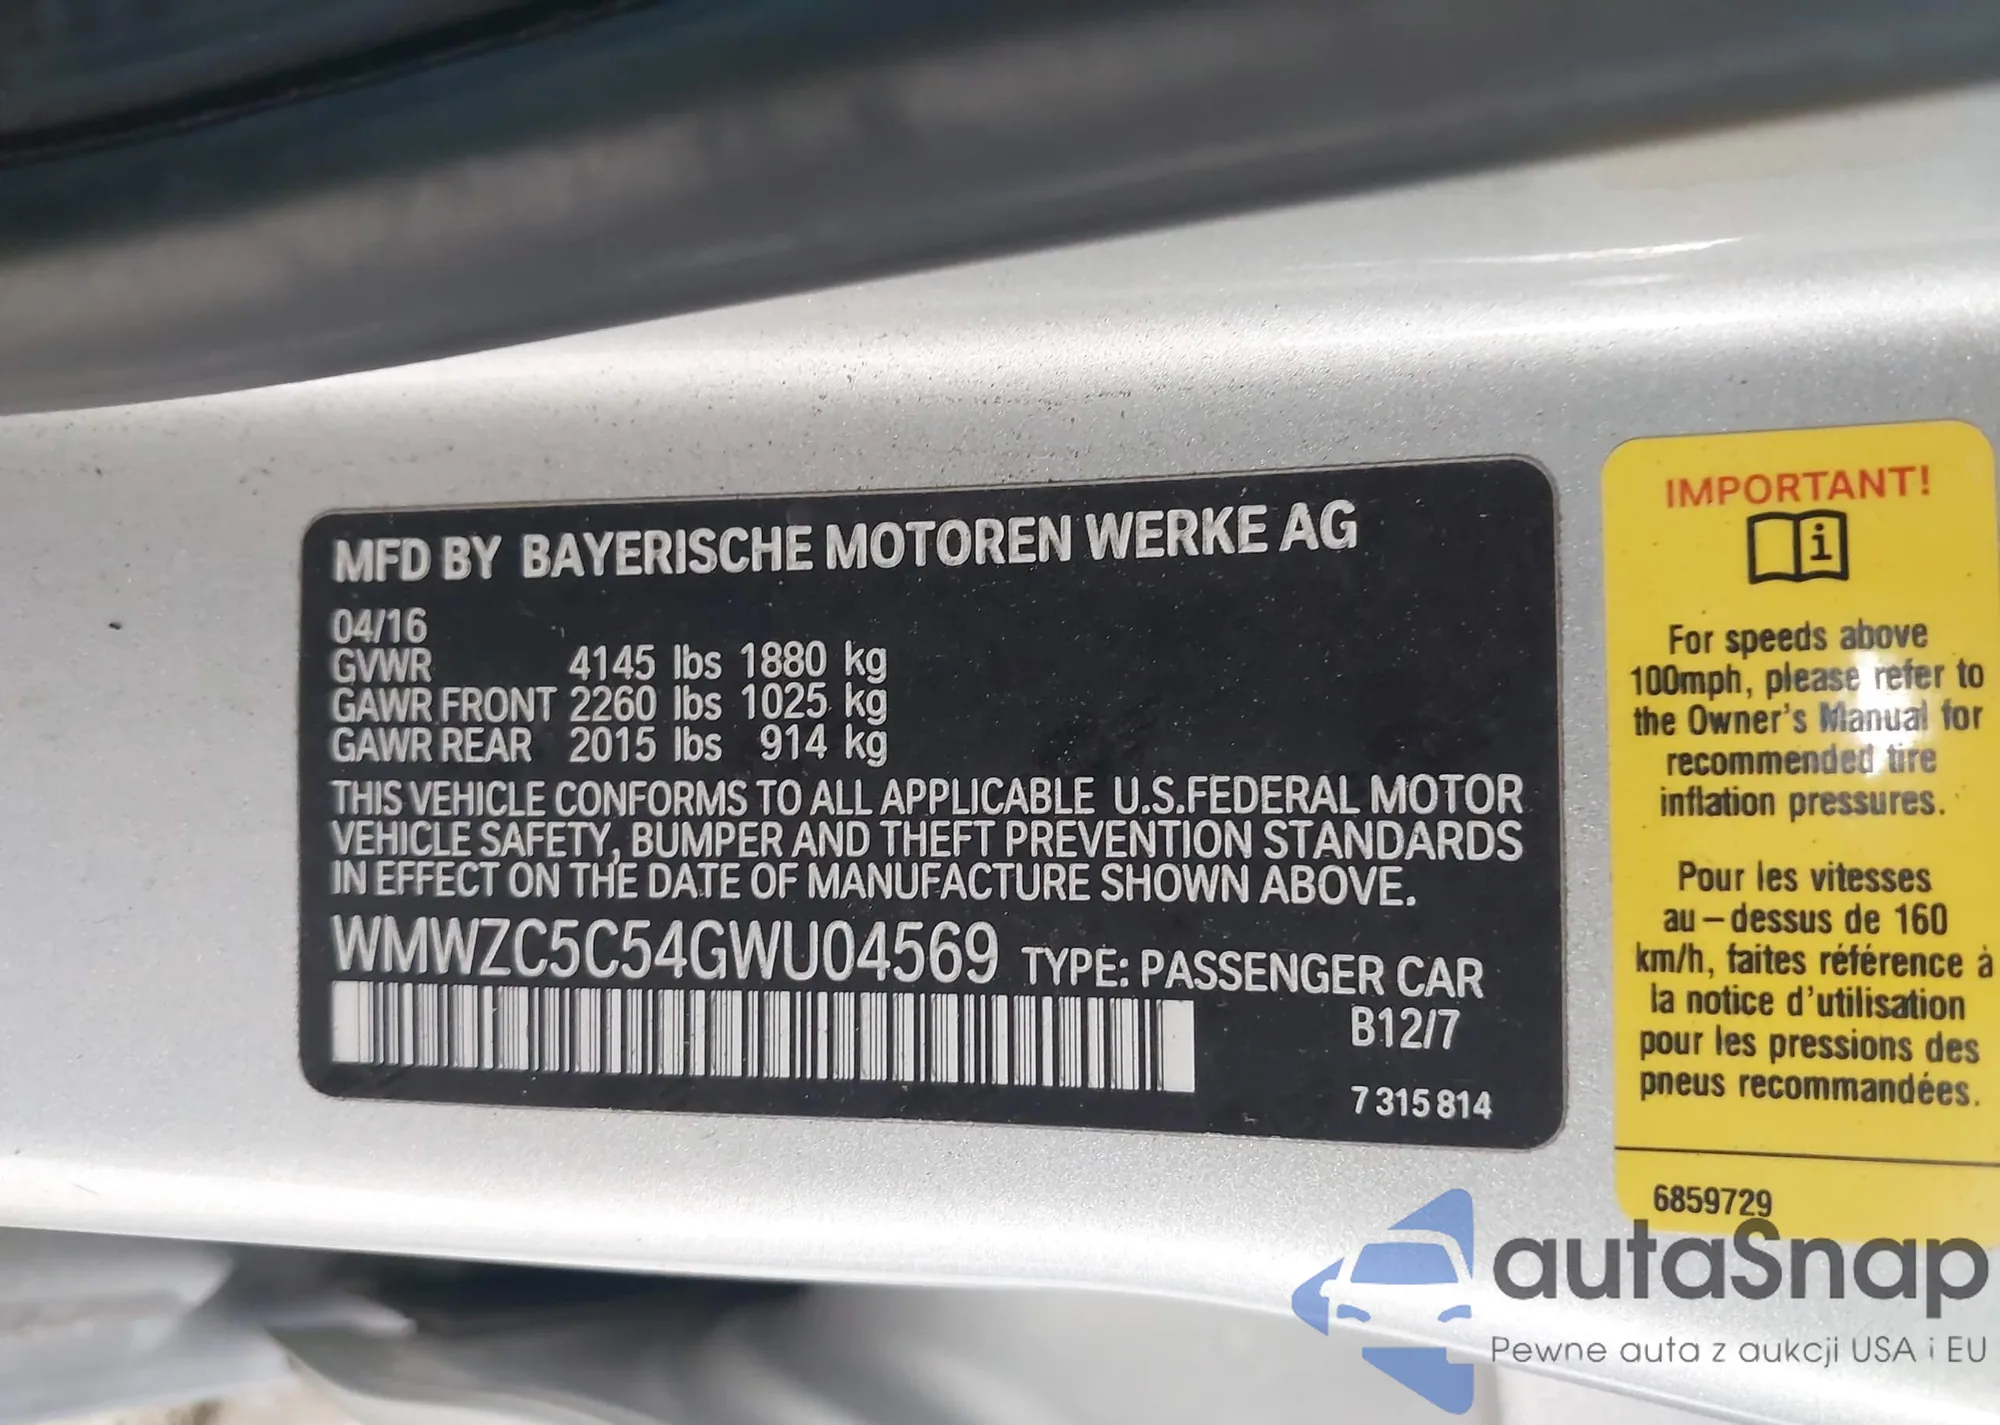 MFD BY BAYERISCHE MOTOREN WERKE AG
04/16
GVWR 4145 lbs 1880 kg
GAWR FRONT 2260 lbs 1025 kg
GAWR REAR 2015 lbs 914 kg
THIS VEHICLE CONFORMS TO ALL APPLICABLE U.S.FEDERAL MOTOR
VEHICLE SAFETY, BUMPER AND THEFT PREVENTION STANDARDS
IN EFFECT ON THE DATE OF MANUFACTURE SHOWN ABOVE.
WMWZC5C54GWU04569 TYPE: PASSENGER CAR
B12/7
7 315 814
IMPORTANT!
i
For speeds above
100mph, please refer to
the Owner's Manual for
recommended tire
inflation pressures.
Pour les vitesses
au-dessus de 160
km/h, faites référence à
la notice d'utilisation
pour les pressions des
pneus recommandées.
6859729
autaSnap
Pewne auta z aukcji USA i EU